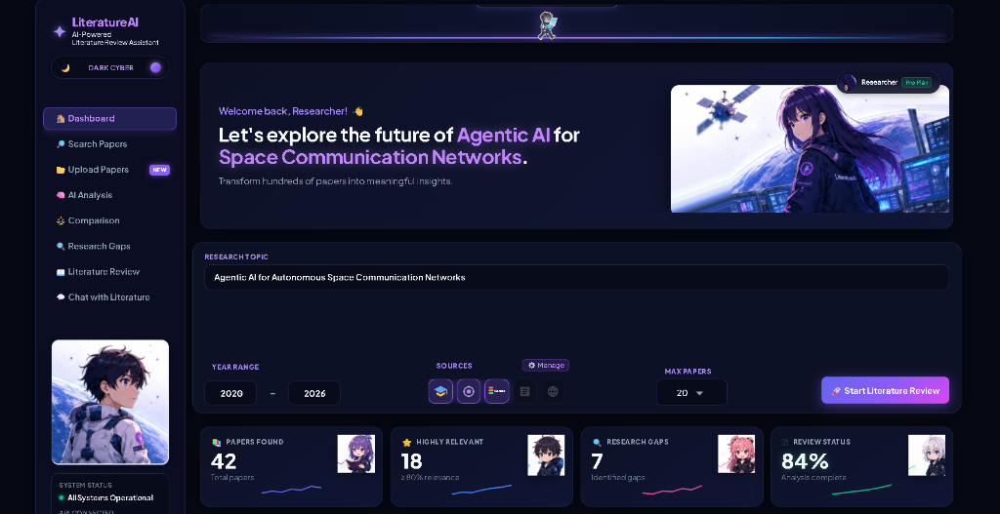 LiteratureAI
AI-Powered
Literature Review Assistant
DARK CYBER
Dashboard
Search Papers
Upload Papers NEW
AI Analysis
Comparison
Research Gaps
Literature Review
Chat with Literature
SYSTEM STATUS
All Systems Operational
API CONNECTED
Researcher Pro Plan
Welcome back, Researcher!
Let's explore the future of Agentic AI for
Space Communication Networks.
Transform hundreds of papers into meaningful insights.
RESEARCH TOPIC
Agentic AI for Autonomous Space Communication Networks
YEAR RANGE
2020 – 2026
SOURCES
Manage
MAX PAPERS
20
Start Literature Review
PAPERS FOUND
42
Total papers
HIGHLY RELEVANT
18
≥ 80% relevance
RESEARCH GAPS
7
Identified gaps
REVIEW STATUS
84%
Analysis complete